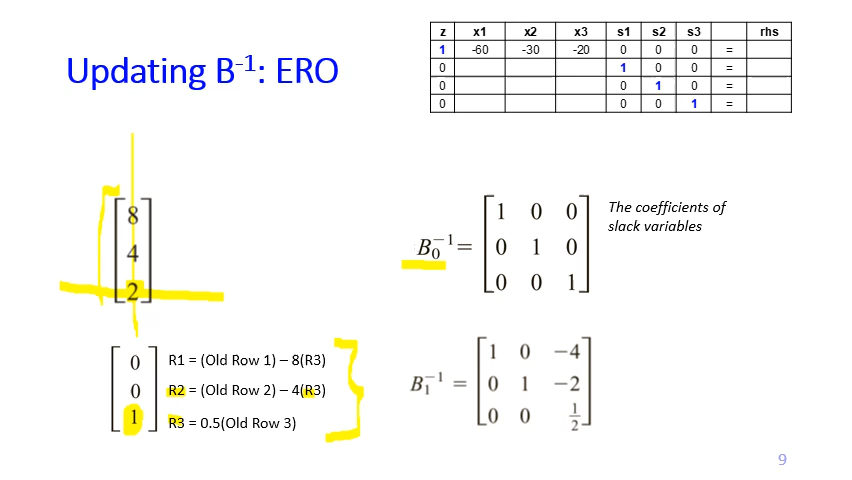 Updating B-1: ERO
z x1 x2 x3 s1 s2 s3 rhs
1 -60 -30 -20 0 0 0 =
0 1 0 0 =
0 0 1 0 =
0 0 0 1 =
8
4
2
B0−1 =
1 0 0
0 1 0
0 0 1
The coefficients of
slack variables
0 R1 = (Old Row 1) – 8(R3)
0 R2 = (Old Row 2) – 4(R3)
1 R3 = 0.5(Old Row 3)
B1−1 =
1 0 −4
0 1 −2
0 0 1/2
9